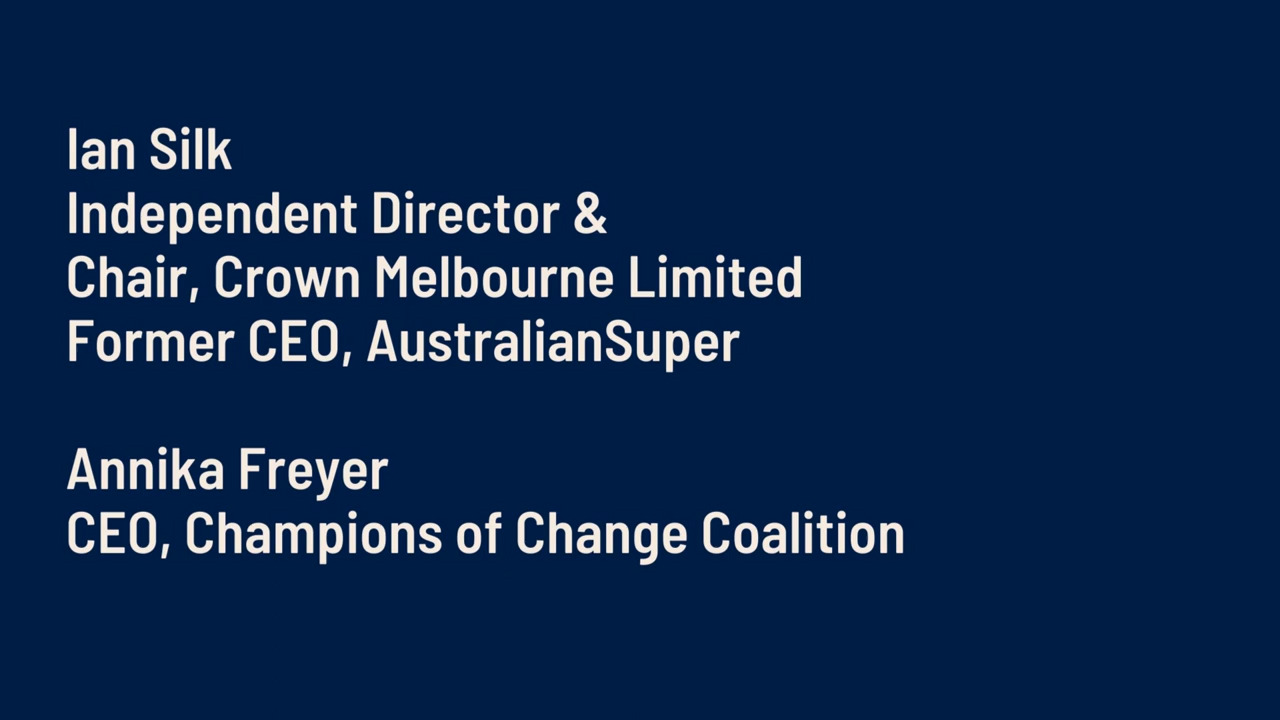 Ian Silk
Independent Director &
Chair, Crown Melbourne Limited
Former CEO, AustralianSuper
Annika Freyer
CEO, Champions of Change Coalition